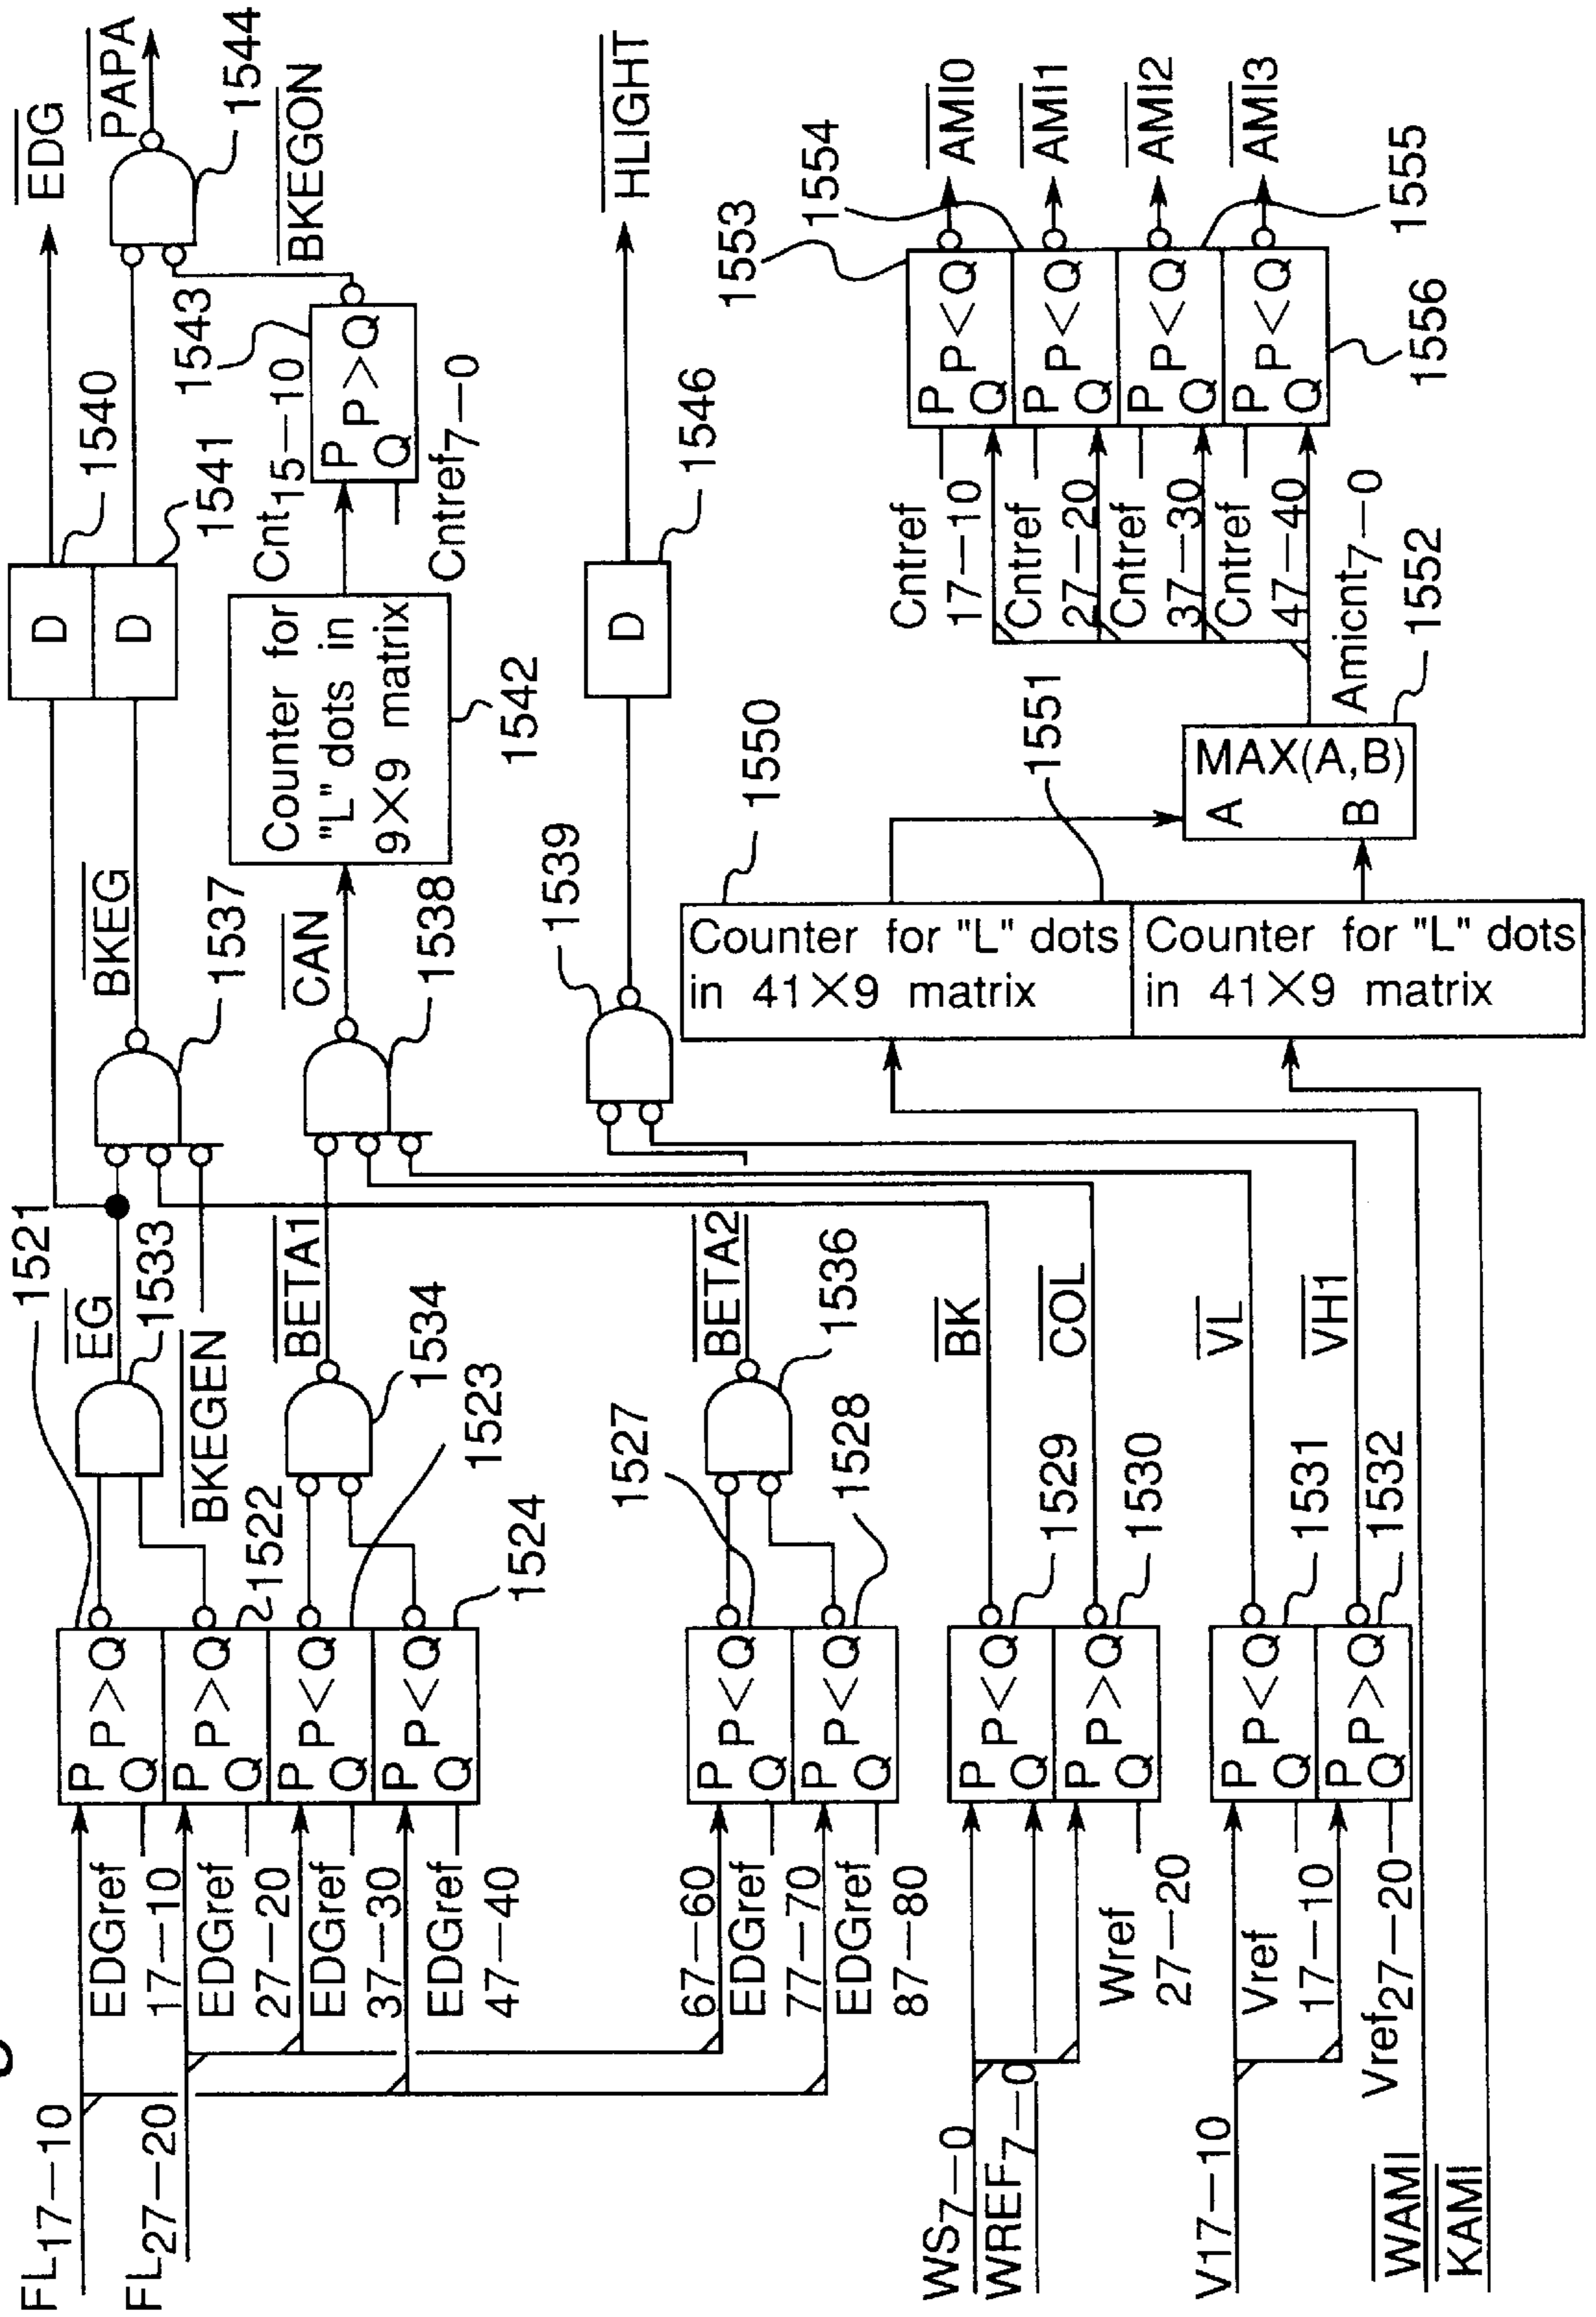 FL17—10
FL27—20
WS7—0
WREF7—0
V17—10
WAMI
KAMI
EDGref
17—10
EDGref
27—20
EDGref
37—30
EDGref
47—40
67—60
EDGref
77—70
EDGref
87—80
Wref
27—20
Vref
17—10
Vref27—20
P
Q
P>Q
P
Q
P>Q
P
Q
P<Q
P
Q
P<Q
P
Q
P<Q
P
Q
P<Q
P
Q
P<Q
P
Q
P>Q
P
Q
P<Q
P
Q
P>Q
1521
1522
1523
1524
1527
1528
1529
1530
1531
1532
EG
1533
BKEGEN
BETA1
1534
BETA2
1536
BK
COL
VL
VH1
BKEG
1537
CAN
1538
1539
Counter for
"L" dots in
9×9 matrix
1542
Counter for "L" dots
in 41×9 matrix
1550
Counter for "L" dots
in 41×9 matrix
1551
D
1540
D
1541
Cnt15—10
P
Q
P>Q
1543
Cntref7—0
BKEGON
D
1546
MAX(A,B)
A
B
1552
Amicnt7—0
Cntref
17—10
Cntref
27—20
Cntref
37—30
Cntref
47—40
P
Q
P<Q
P
Q
P<Q
P
Q
P<Q
P
Q
P<Q
1553
1554
1555
1556
EDG
PAPA
1544
HLIGHT
AMI0
AMI1
AMI2
AMI3